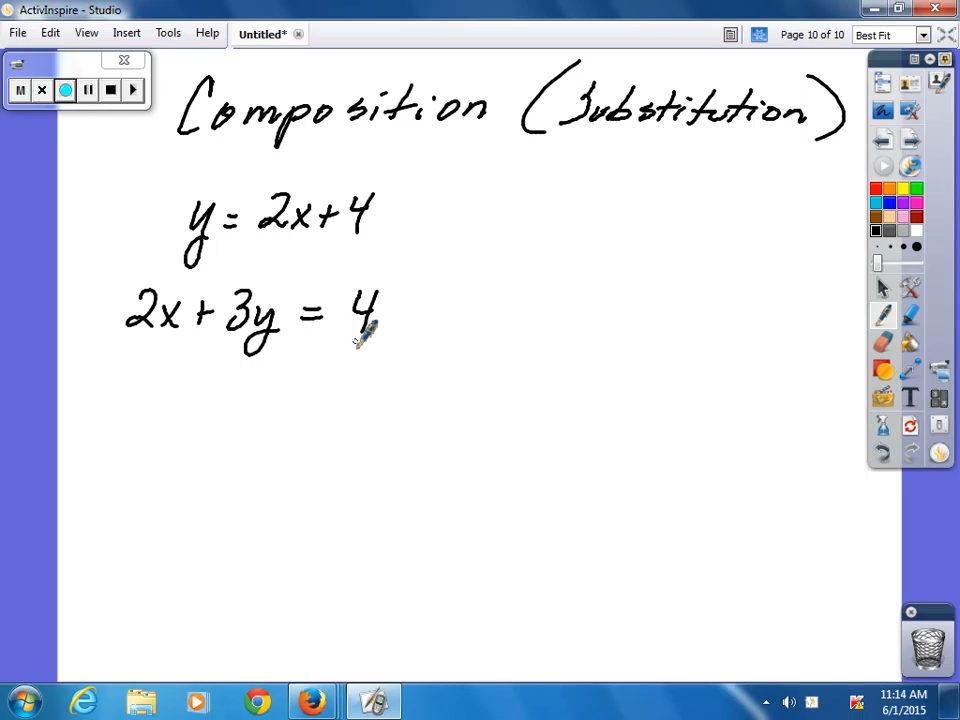 ActivInspire - Studio
File Edit View Insert Tools Help Untitled* Page 10 of 10 Best Fit
M
Composition (Substitution)
y = 2x+4
2x + 3y = 4
11:14 AM
6/1/2015